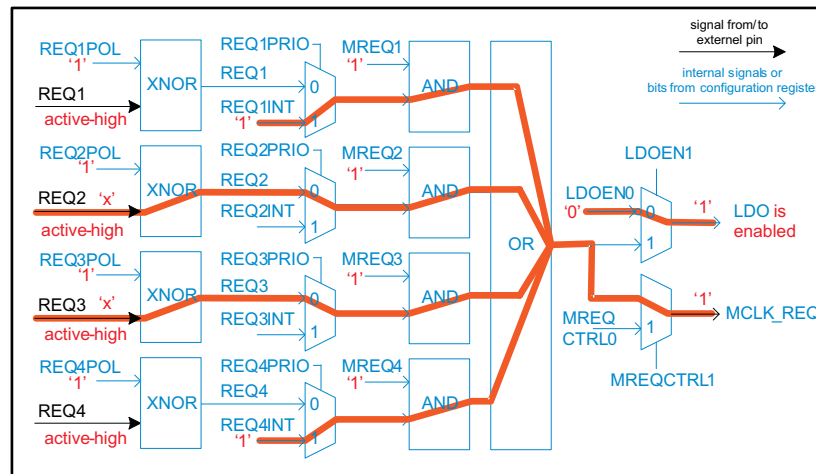 signal from/to
external pin
internal signals or
bits from configuration register
REQ1POL
'1'
REQ1
active-high
XNOR
REQ1PRIO
REQ1
0
REQ1INT
'1'
1
MREQ1
'1'
AND
REQ2POL
'1'
REQ2 'x'
active-high
XNOR
REQ2PRIO
REQ2
0
REQ2INT
1
MREQ2
'1'
AND
REQ3POL
'1'
REQ3 'x'
active-high
XNOR
REQ3PRIO
REQ3
0
REQ3INT
1
MREQ3
'1'
AND
REQ4POL
'1'
REQ4
active-high
XNOR
REQ4PRIO
REQ4
0
REQ4INT
'1'
1
MREQ4
'1'
AND
OR
LDOEN1
LDOEN0
'0'
0
1
'1'
LDO is
enabled
MREQ
CTRL0
1
'1'
MCLK_REQ
MREQCTRL1